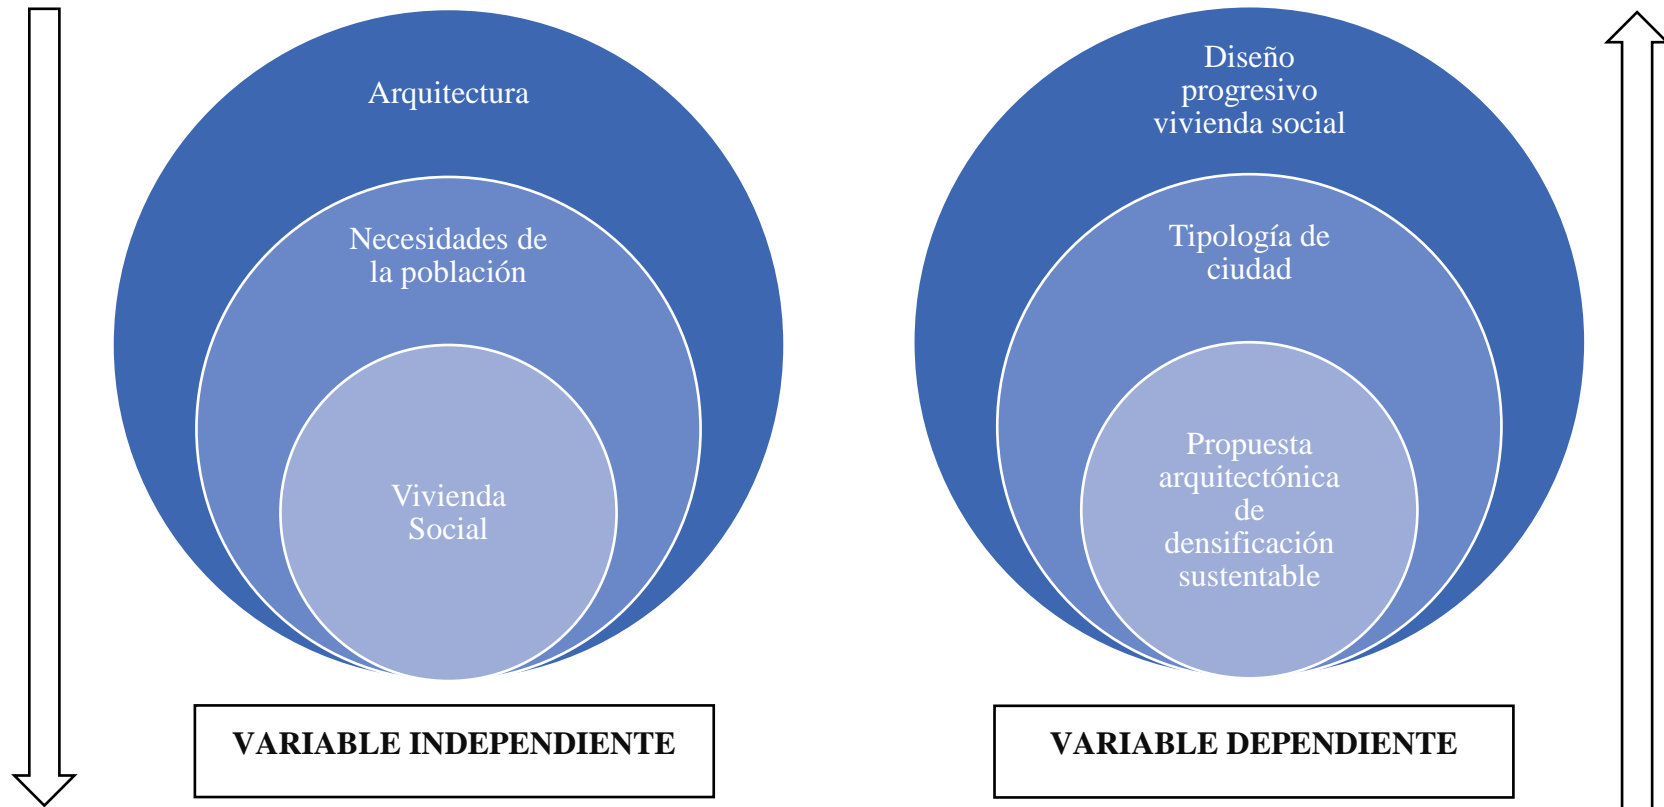 Arquitectura
Necesidades de
la población
Vivienda
Social
VARIABLE INDEPENDIENTE
Diseño
progresivo
vivienda social
Tipología de
ciudad
Propuesta
arquitectónica
de
densificación
sustentable
VARIABLE DEPENDIENTE